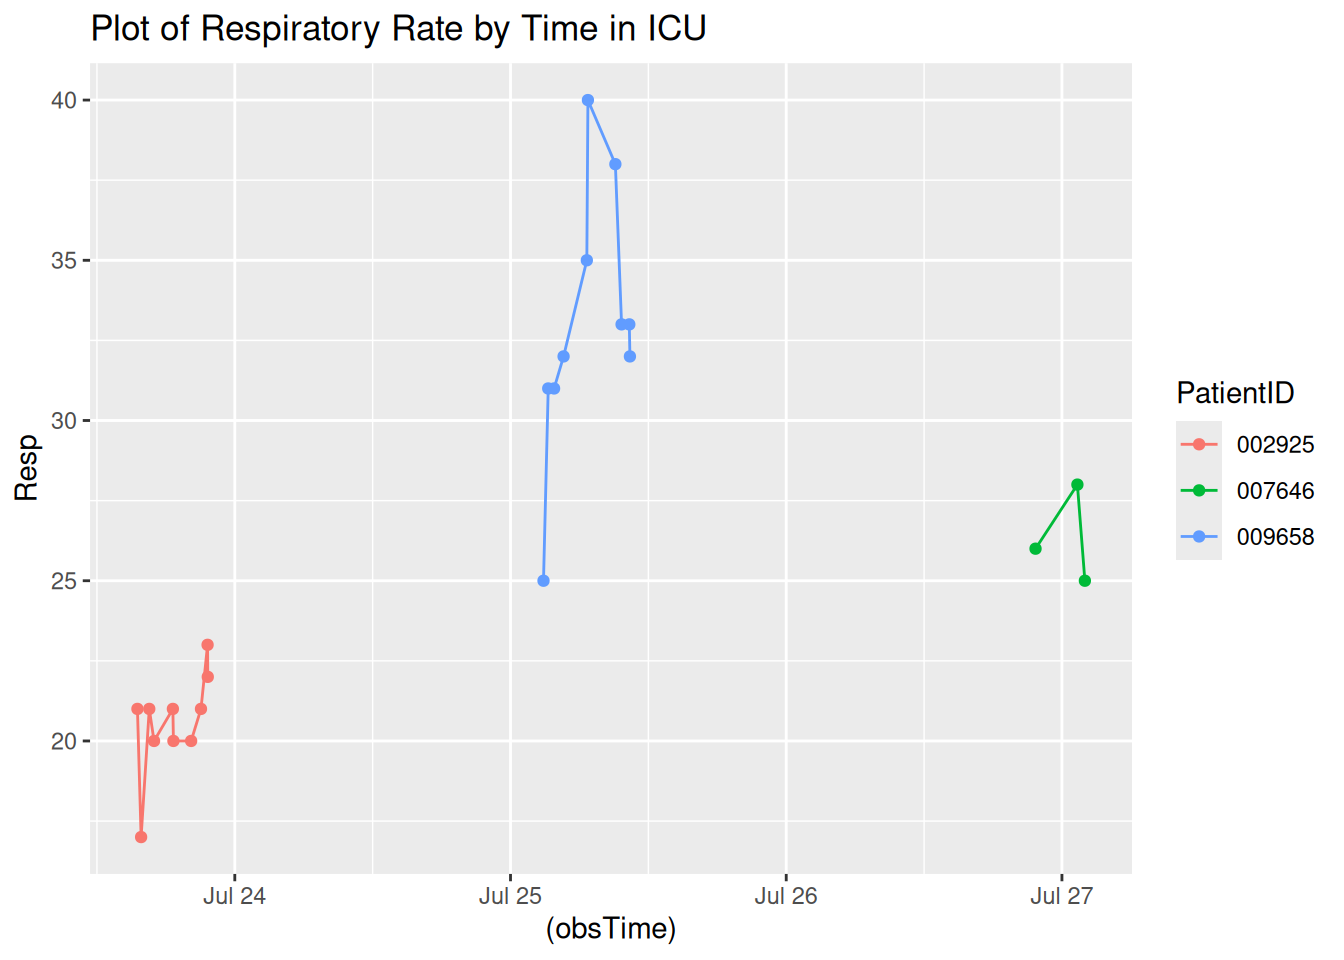 Plot of Respiratory Rate by Time in ICU
40
35
30
25
20
Resp
Jul 24
Jul 25
Jul 26
Jul 27
(obsTime)
PatientID
002925
007646
009658